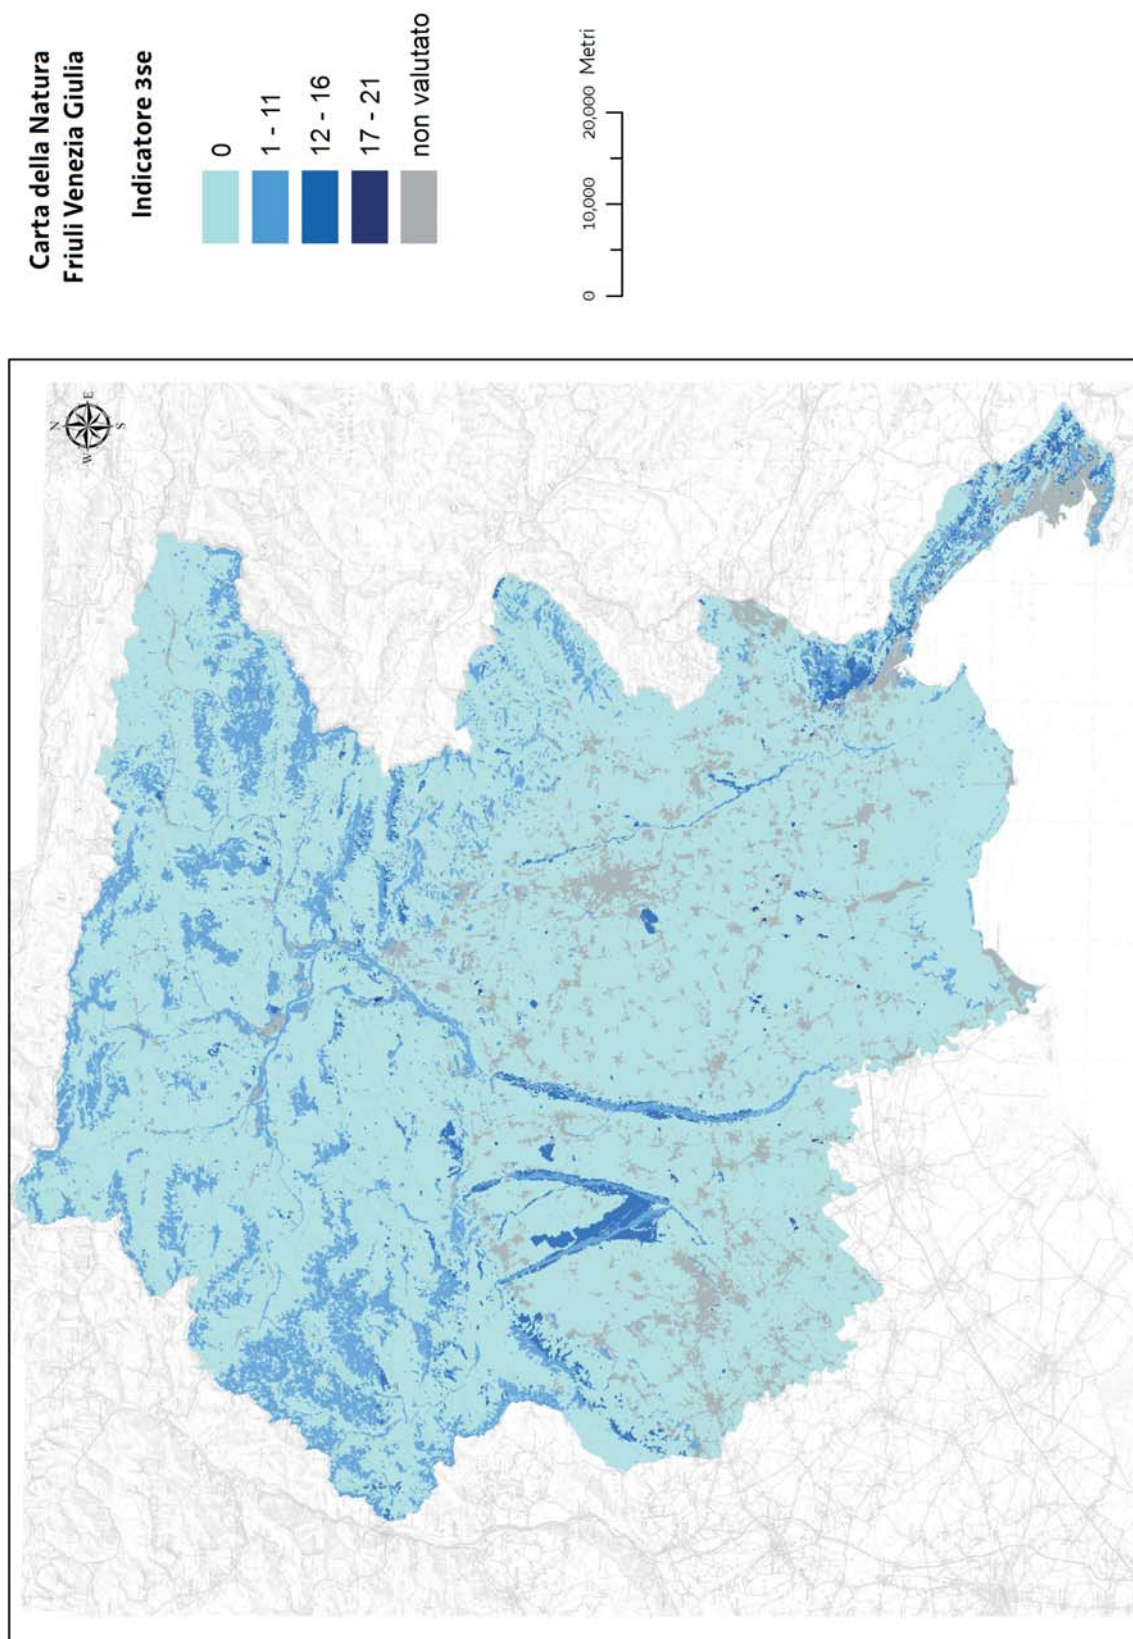 Carta della Natura
Friuli Venezia Giulia
Indicatore 3se
0
1 - 11
12 - 16
17 - 21
non valutato
0 10,000 20,000 Metri
N
W E
S